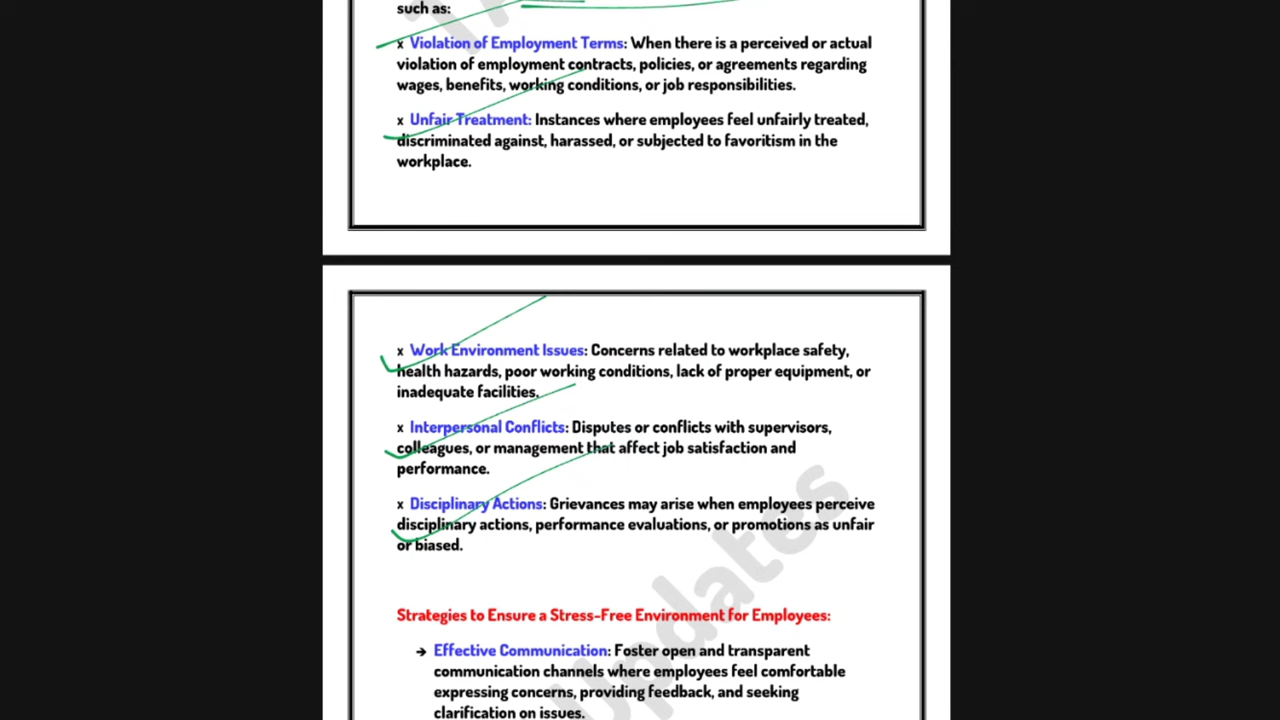 such as:
x Violation of Employment Terms: When there is a perceived or actual
violation of employment contracts, policies, or agreements regarding
wages, benefits, working conditions, or job responsibilities.
x Unfair Treatment: Instances where employees feel unfairly treated,
discriminated against, harassed, or subjected to favoritism in the
workplace.
x Work Environment Issues: Concerns related to workplace safety,
health hazards, poor working conditions, lack of proper equipment, or
inadequate facilities.
x Interpersonal Conflicts: Disputes or conflicts with supervisors,
colleagues, or management that affect job satisfaction and
performance.
x Disciplinary Actions: Grievances may arise when employees perceive
disciplinary actions, performance evaluations, or promotions as unfair
or biased.
Updates
Strategies to Ensure a Stress-Free Environment for Employees:
→ Effective Communication: Foster open and transparent
communication channels where employees feel comfortable
expressing concerns, providing feedback, and seeking
clarification on issues.